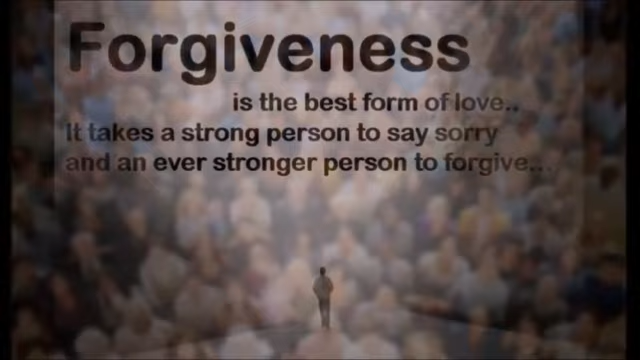 Forgiveness
is the best form of love..
It takes a strong person to say sorry
and an ever stronger person to forgive...